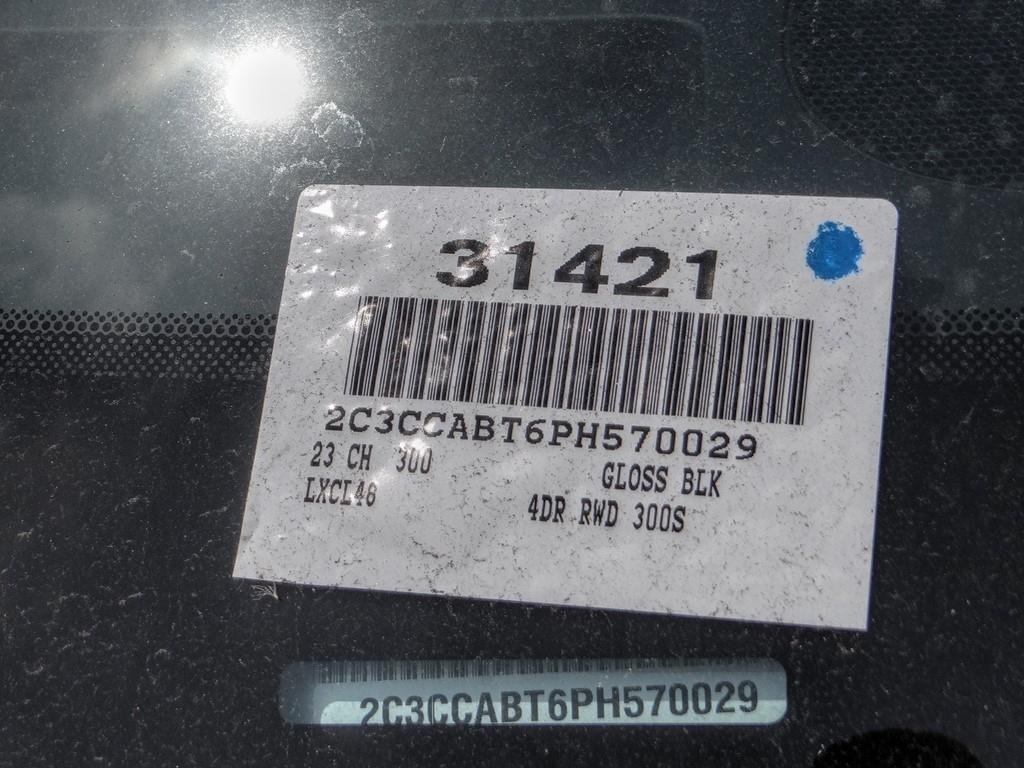 31421
2C3CCABT6PH570029
23 CH 300 GLOSS BLK
LXCL48 4DR RWD 300S
2C3CCABT6PH570029